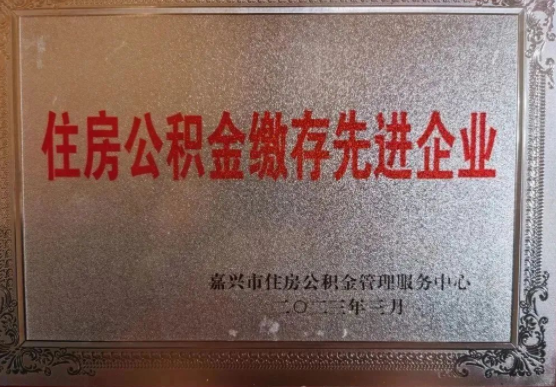 住房公积金缴存先进企业
嘉兴市住房公积金管理服务中心
二〇二三年三月